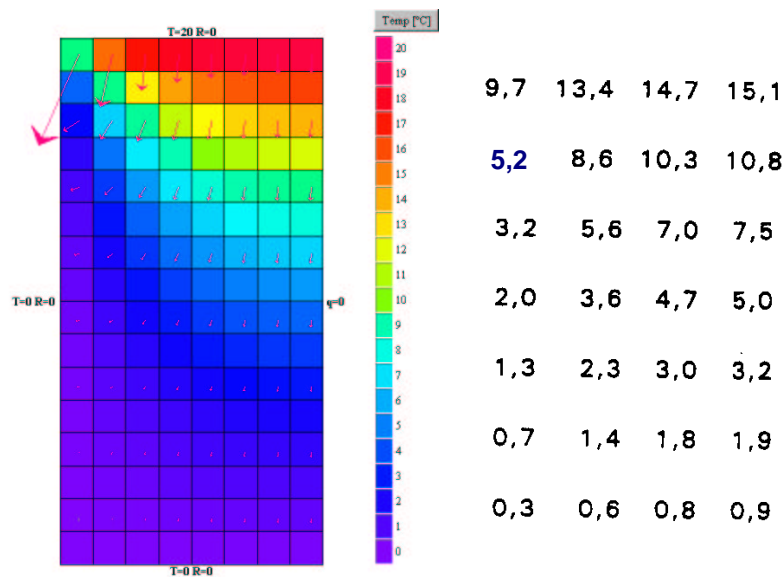 T=20 R=0
Temp [°C]
20
19
18
17
16
15
14
13
12
11
10
9
8
7
6
5
4
3
2
1
0
T=0 R=0
q=0
T=0 R=0
9,7 13,4 14,7 15,1
5,2 8,6 10,3 10,8
3,2 5,6 7,0 7,5
2,0 3,6 4,7 5,0
1,3 2,3 3,0 3,2
0,7 1,4 1,8 1,9
0,3 0,6 0,8 0,9